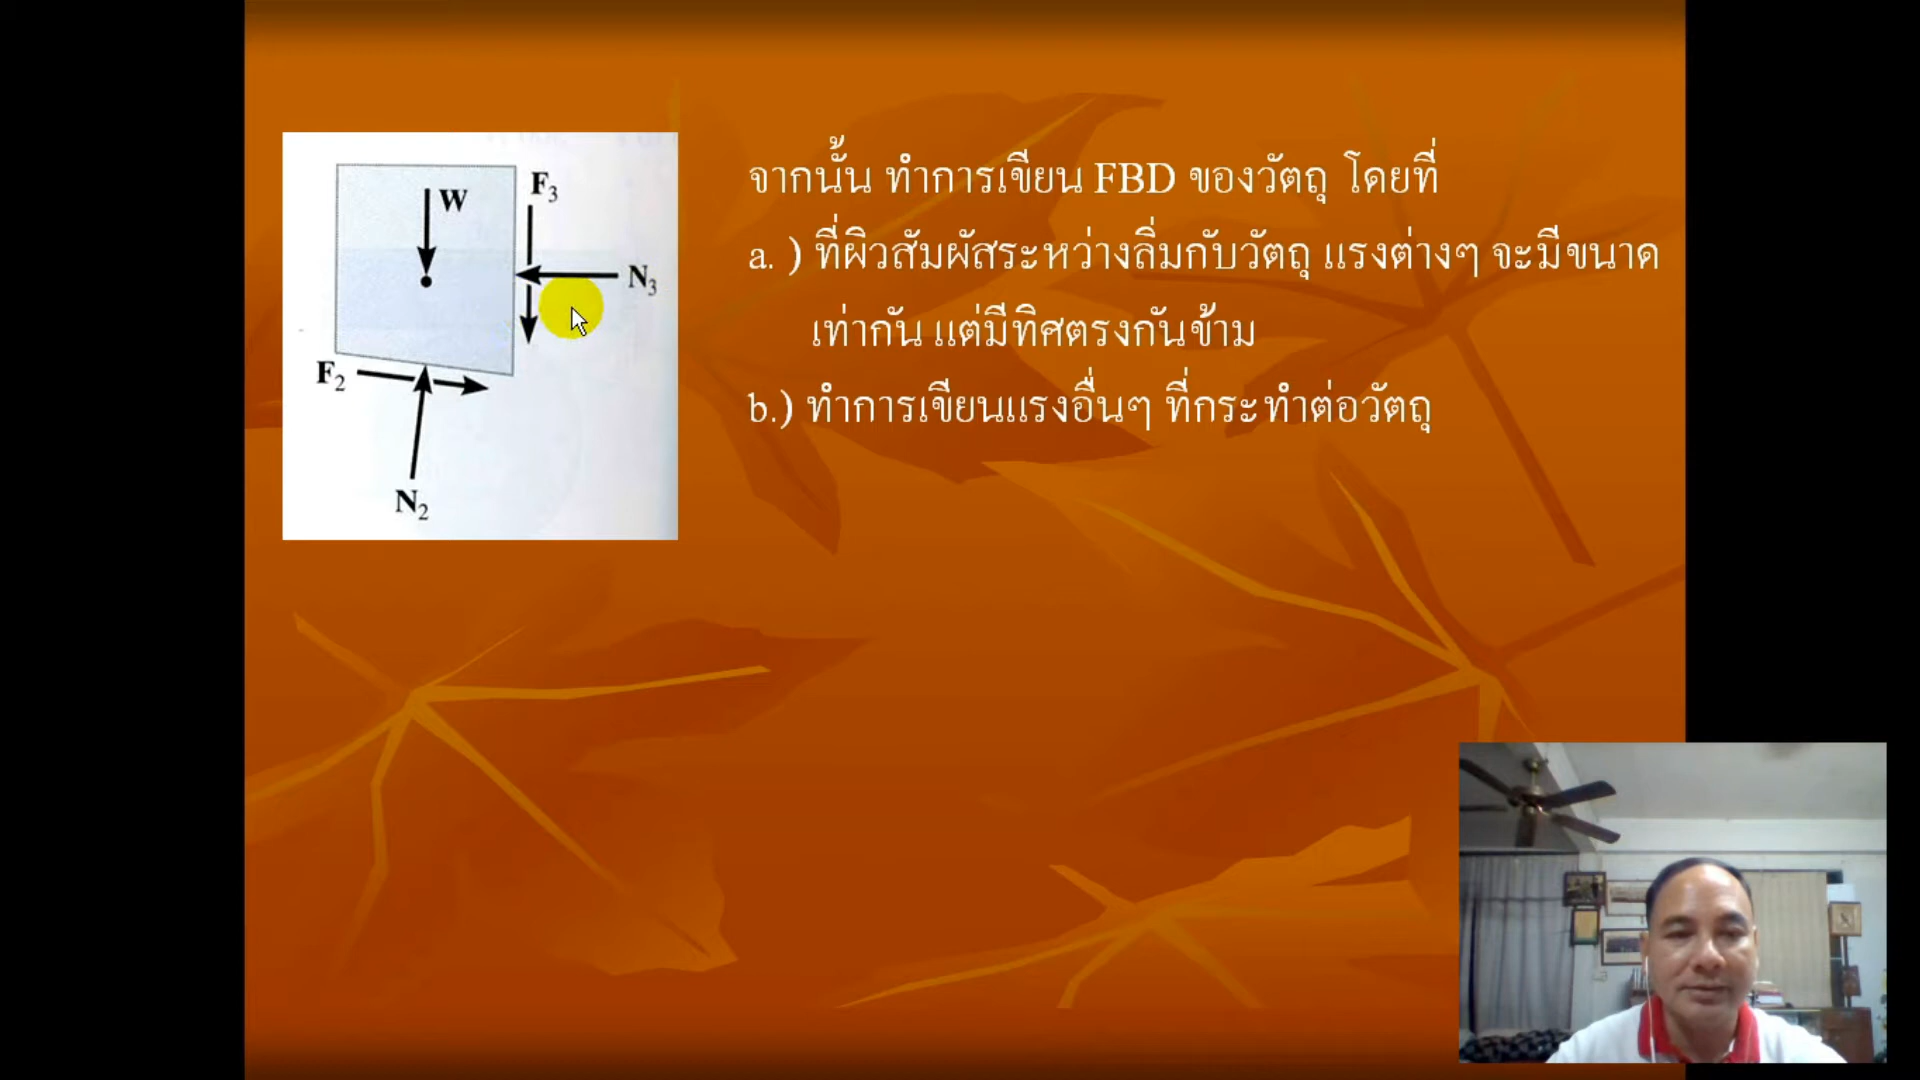 W
F3
N3
F2
N2
จากนั้น ทำการเขียน FBD ของวัตถุ โดยที่
a. ) ที่ผิวสัมผัสระหว่างลิ่มกับวัตถุ แรงต่างๆ จะมีขนาด
เท่ากัน แต่มีทิศตรงกันข้าม
b.) ทำการเขียนแรงอื่นๆ ที่กระทำต่อวัตถุ